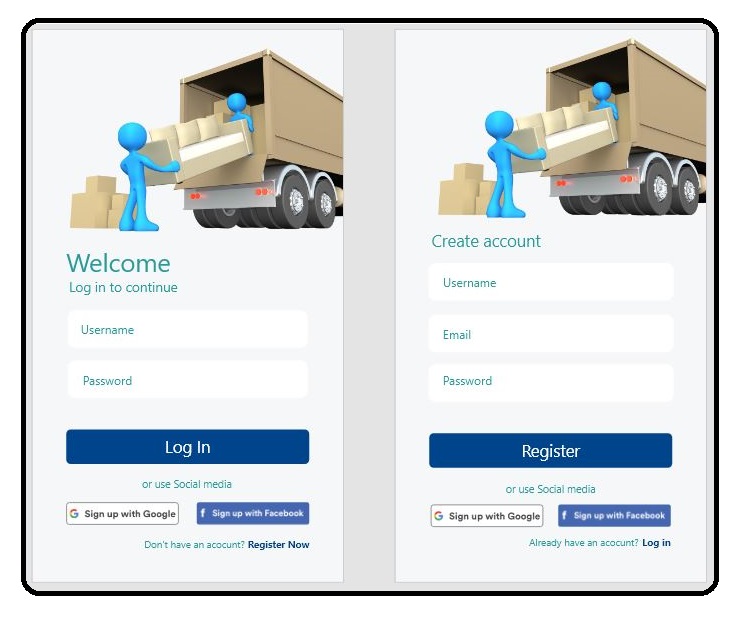 Welcome
Log in to continue
Username
Password
Log In
or use Social media
G Sign up with Google
f Sign up with Facebook
Don't have an acocunt? Register Now
Create account
Username
Email
Password
Register
or use Social media
G Sign up with Google
f Sign up with Facebook
Already have an acocunt? Log in